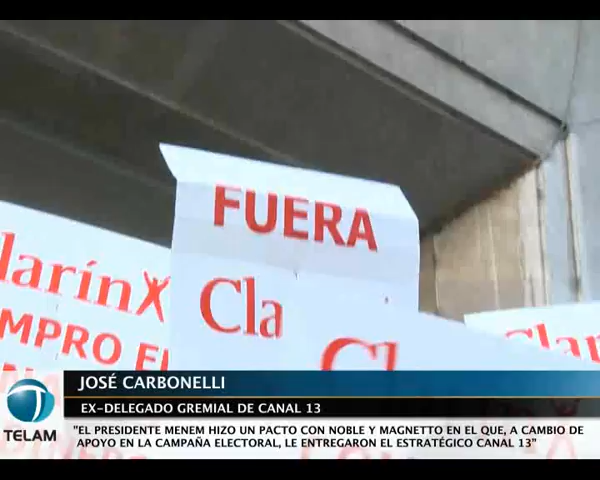 FUERA
Cla
larín
MPRO EL
Cl
Clarín
JOSÉ CARBONELLI
EX-DELEGADO GREMIAL DE CANAL 13
TELAM
"EL PRESIDENTE MENEM HIZO UN PACTO CON NOBLE Y MAGNETTO EN EL QUE, A CAMBIO DE
APOYO EN LA CAMPAÑA ELECTORAL, LE ENTREGARON EL ESTRATÉGICO CANAL 13"